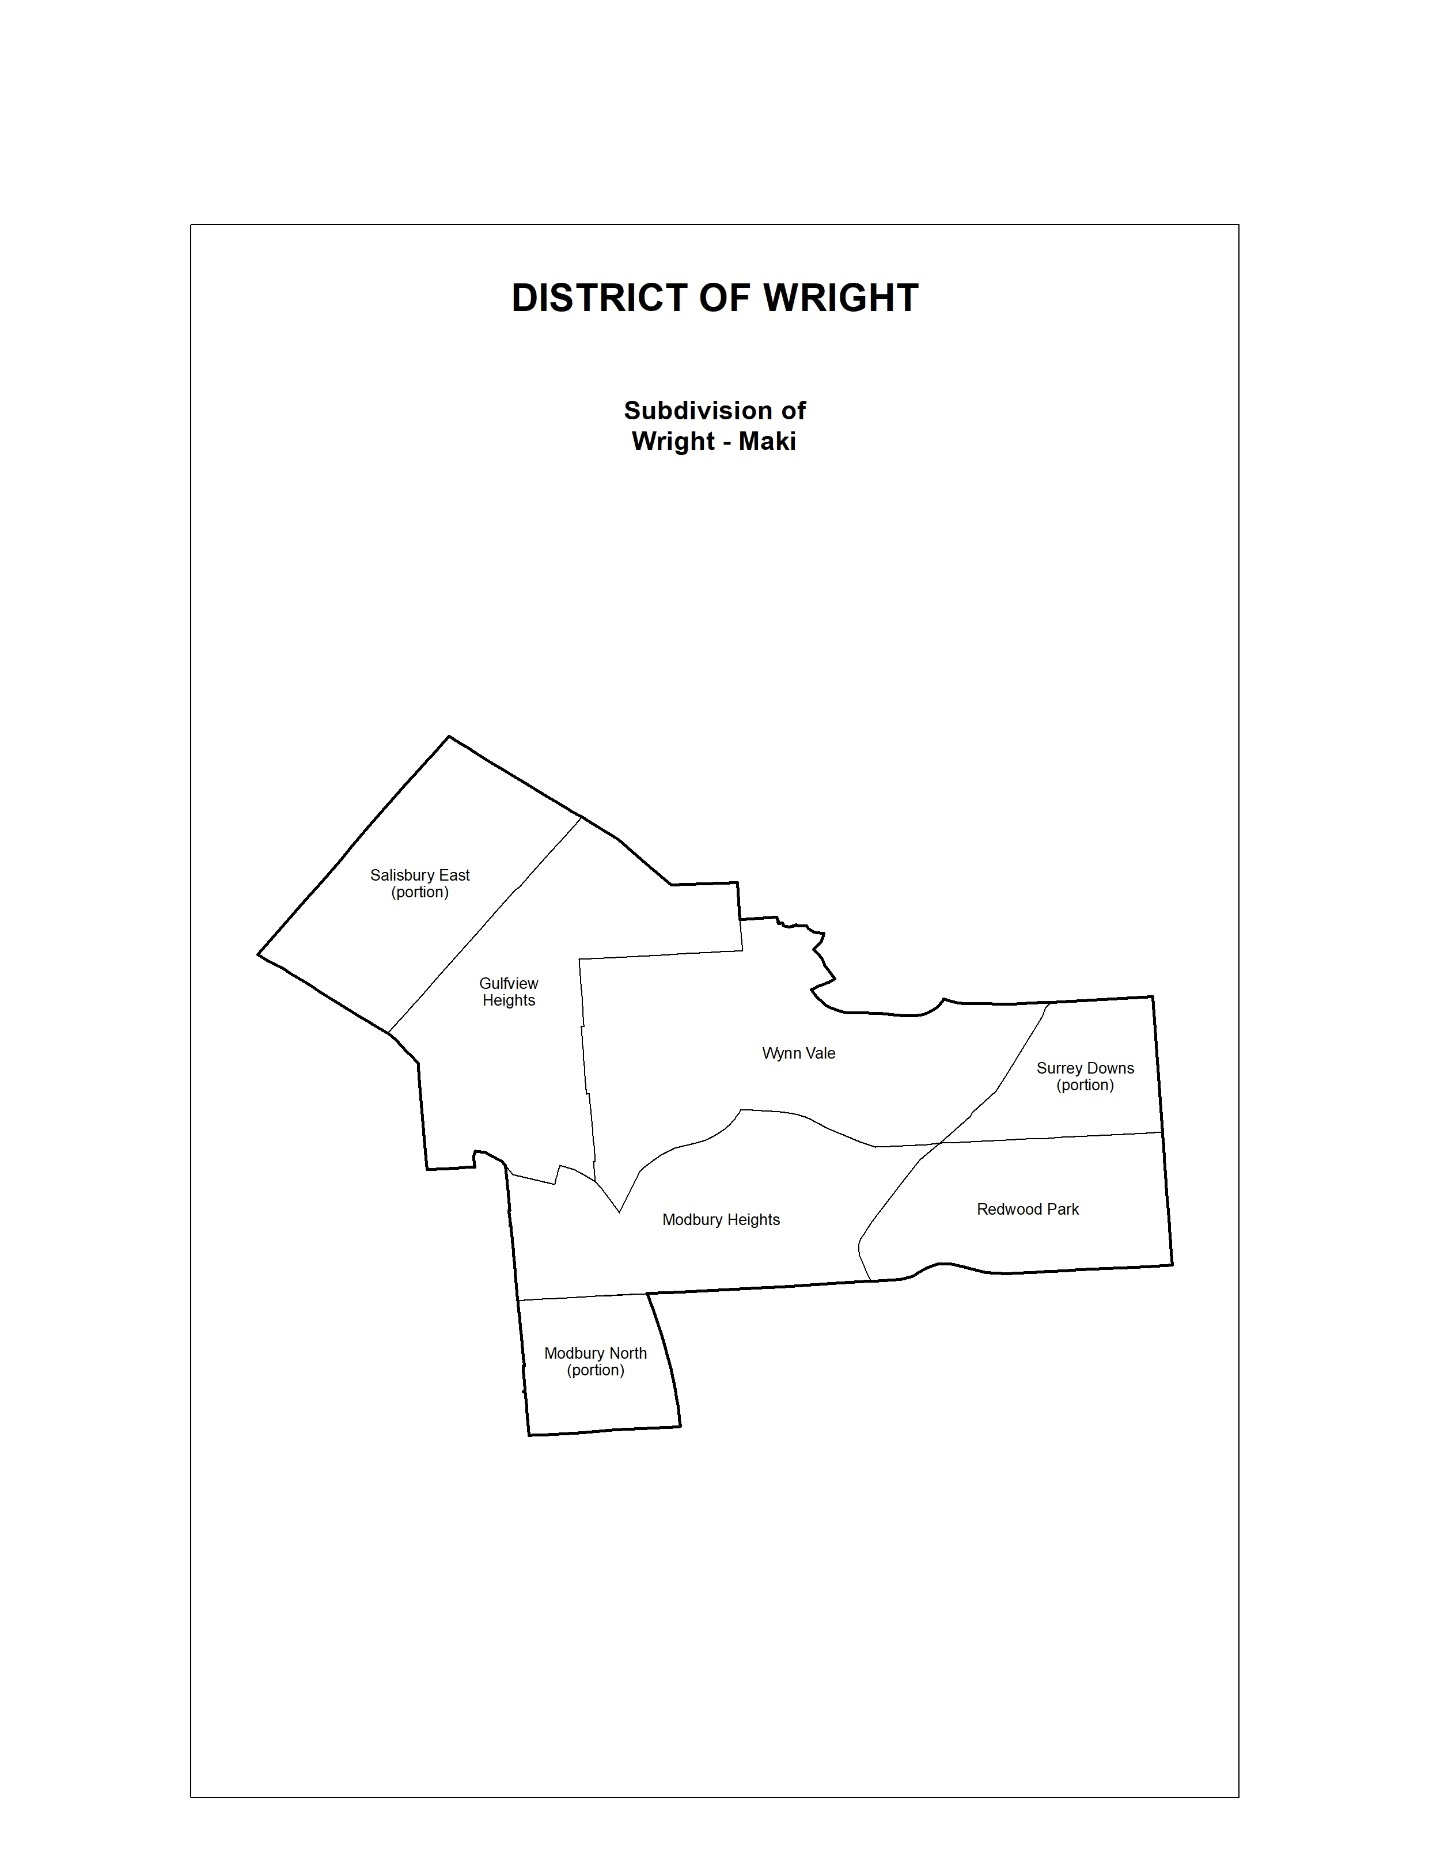 DISTRICT OF WRIGHT
Subdivision of
Wright - Maki
Salisbury East
(portion)
Gulfview
Heights
Wynn Vale
Surrey Downs
(portion)
Redwood Park
Modbury Heights
Modbury North
(portion)